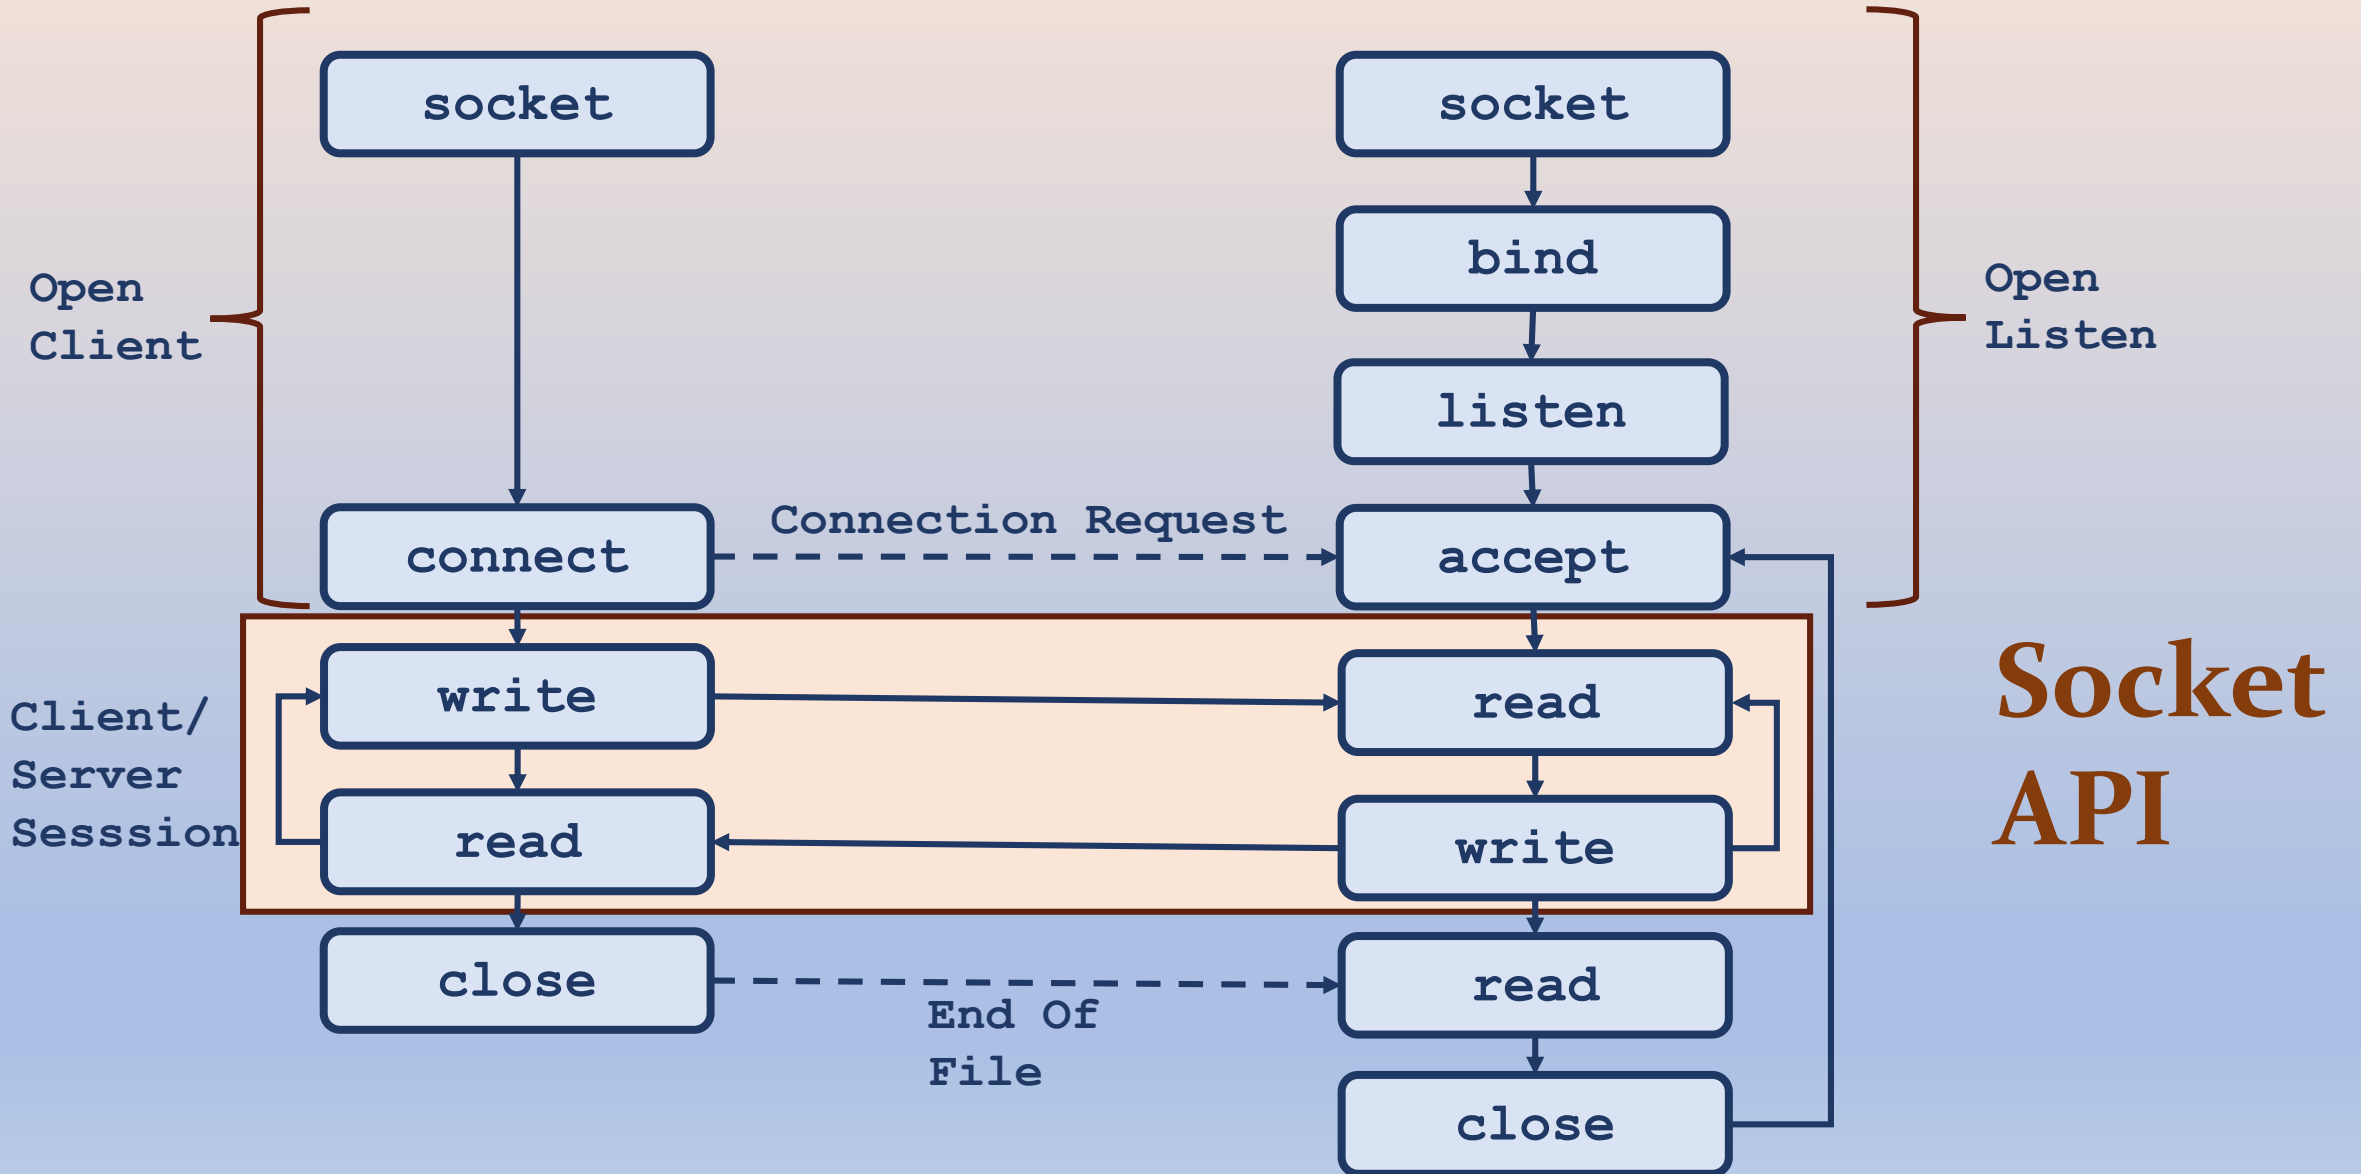 socket
socket
bind
Open
Client
Open
Listen
listen
Connection Request
connect
accept
Client/
Server
Sesssion
write
read
Socket
API
read
write
close
read
End Of
File
close